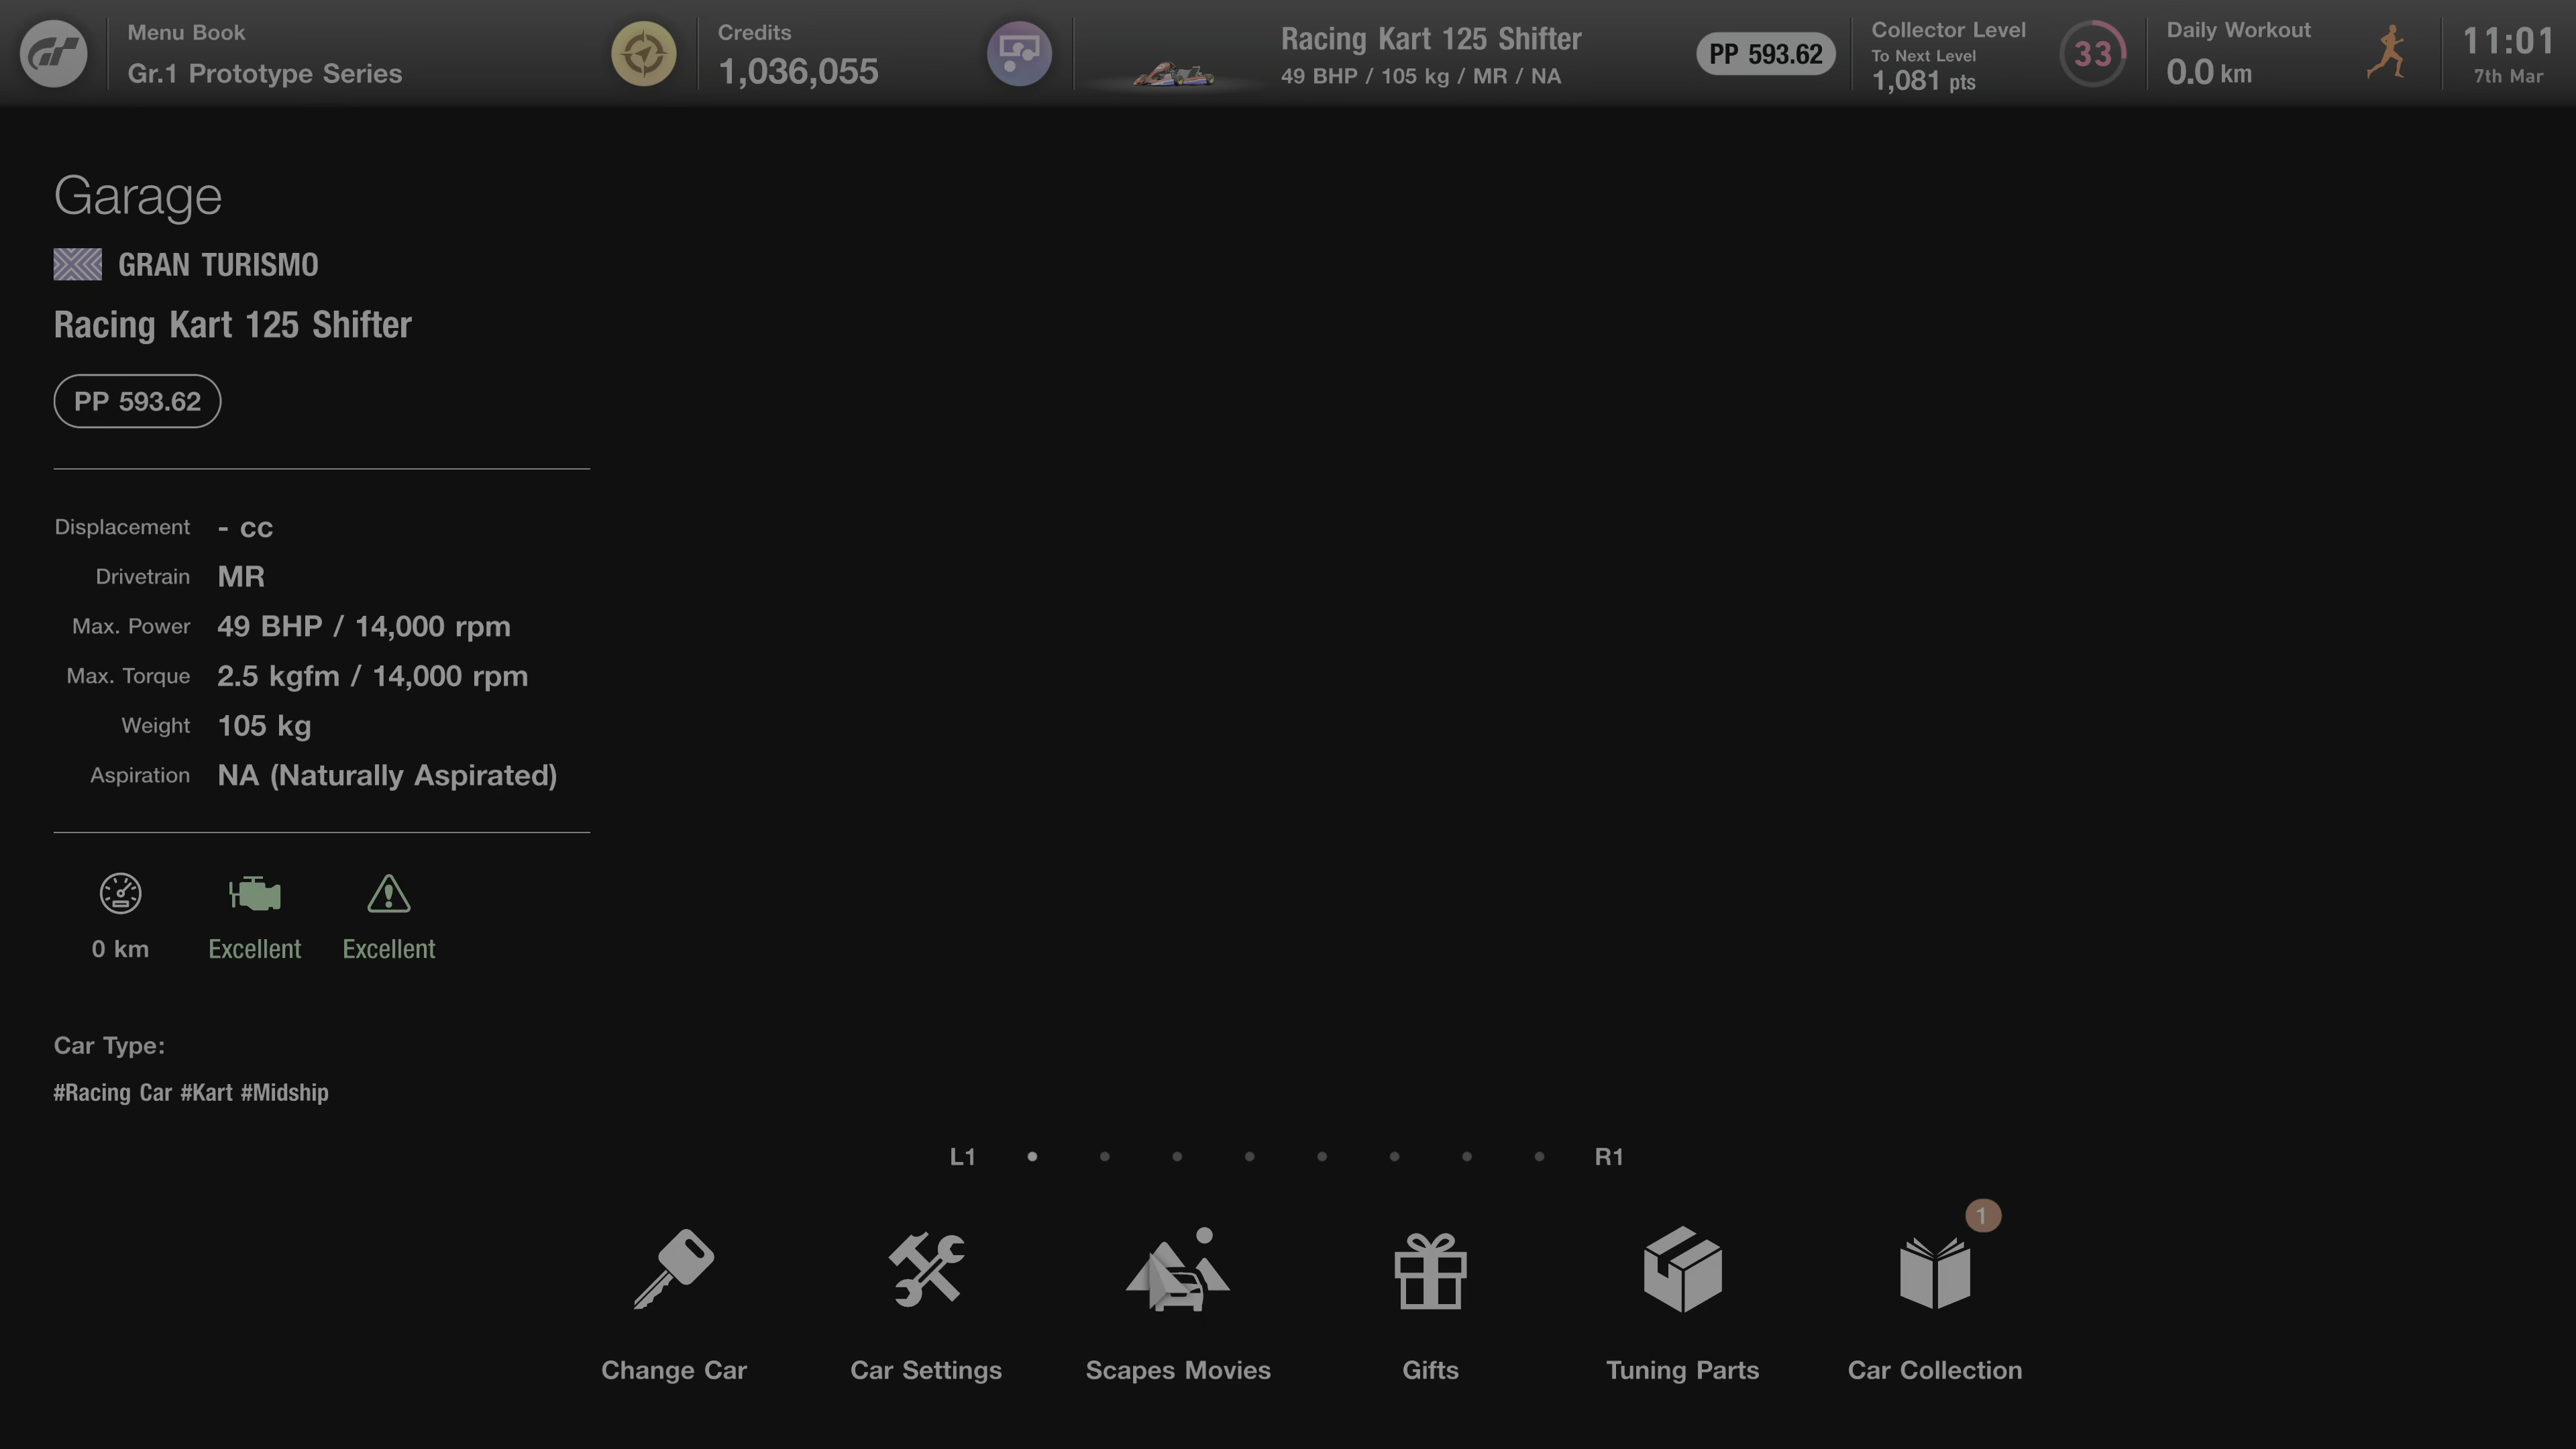 Menu Book
Gr.1 Prototype Series
Credits
1,036,055
Racing Kart 125 Shifter
49 BHP / 105 kg / MR / NA
PP 593.62
Collector Level
To Next Level
1,081 pts
33
Daily Workout
0.0 km
11:01
7th Mar
Garage
GRAN TURISMO
Racing Kart 125 Shifter
PP 593.62
Displacement - cc
Drivetrain MR
Max. Power 49 BHP / 14,000 rpm
Max. Torque 2.5 kgfm / 14,000 rpm
Weight 105 kg
Aspiration NA (Naturally Aspirated)
0 km Excellent Excellent
Car Type:
#Racing Car #Kart #Midship
L1 R1
1
Change Car Car Settings Scapes Movies Gifts Tuning Parts Car Collection